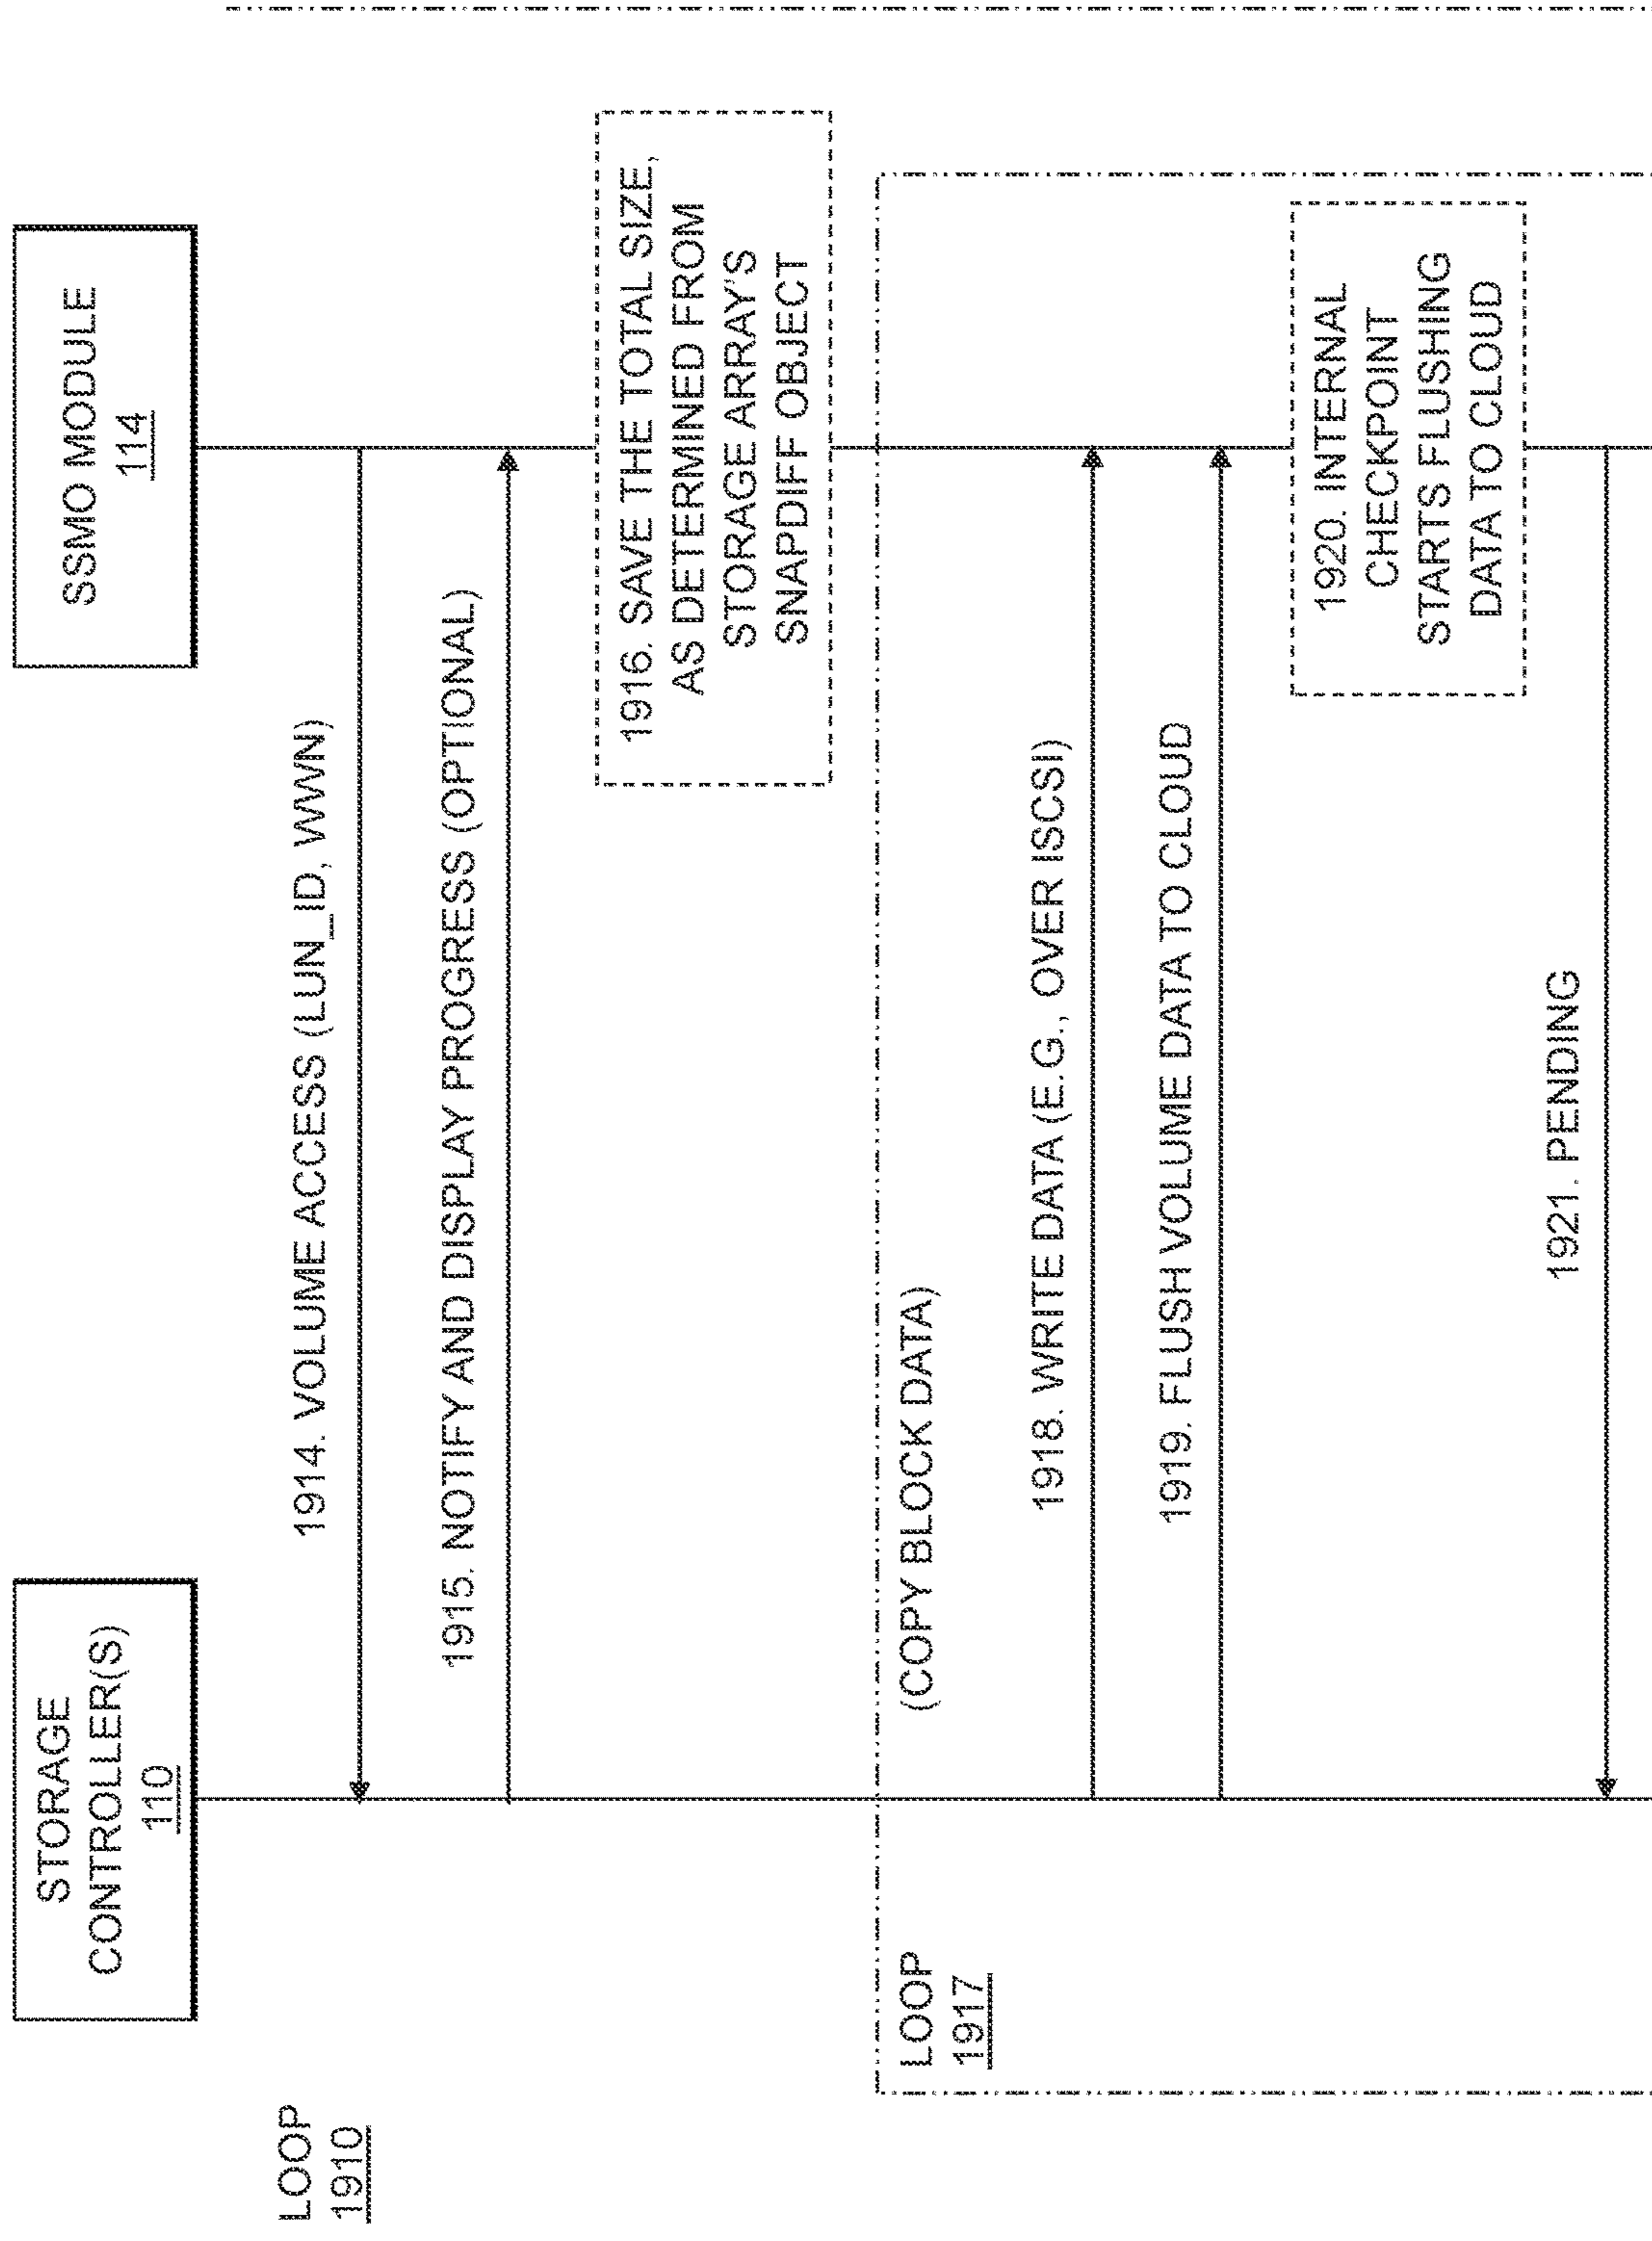 STORAGE
CONTROLLER(S)
110
SSMO MODULE
114
LOOP
1910
1914. VOLUME ACCESS (LUN_ID, WWN)
1915. NOTIFY AND DISPLAY PROGRESS (OPTIONAL)
1916. SAVE THE TOTAL SIZE,
AS DETERMINED FROM
STORAGE ARRAY'S
SNAPDIFF OBJECT
LOOP
1917
(COPY BLOCK DATA)
1918. WRITE DATA (E.G., OVER ISCSI)
1919. FLUSH VOLUME DATA TO CLOUD
1920. INTERNAL
CHECKPOINT
STARTS FLUSHING
DATA TO CLOUD
1921. PENDING